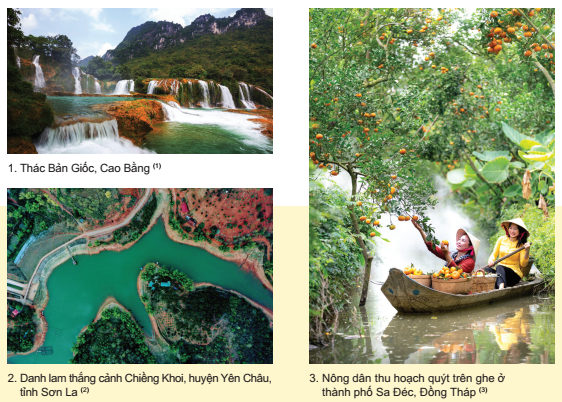 1. Thác Bản Giốc, Cao Bằng (1)
2. Danh lam thắng cảnh Chiềng Khoi, huyện Yên Châu,
tỉnh Sơn La (2)
3. Nông dân thu hoạch quýt trên ghe ở
thành phố Sa Đéc, Đồng Tháp (3)